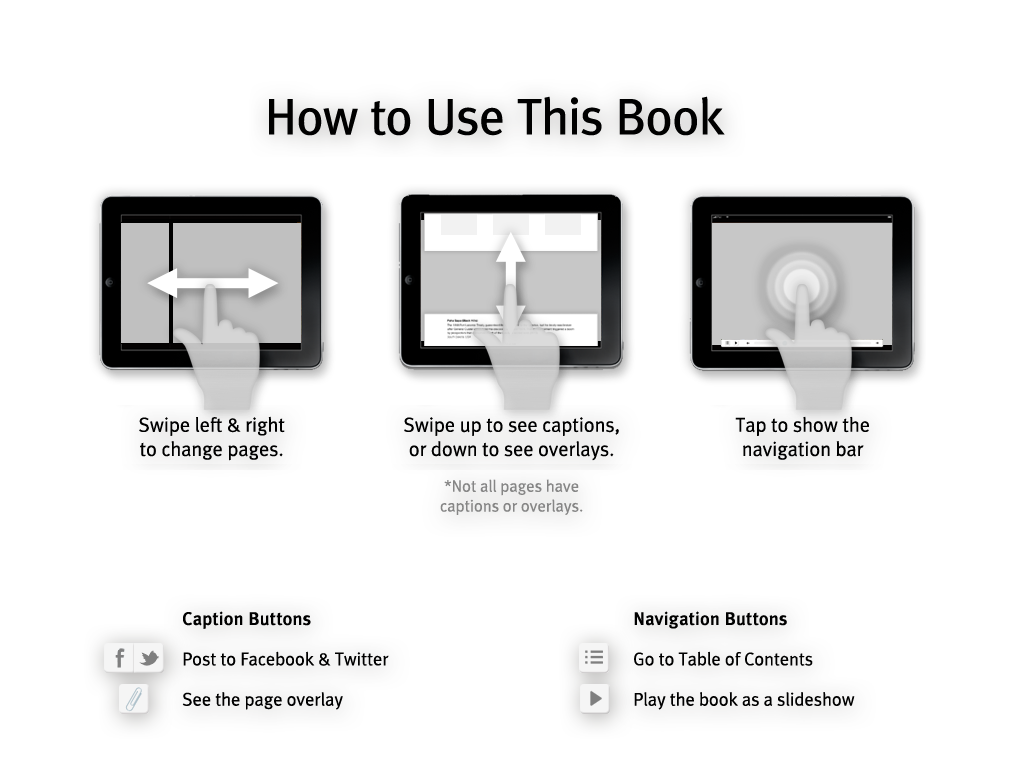 How to Use This Book
Swipe left & right
to change pages.
Swipe up to see captions,
or down to see overlays.
*Not all pages have
captions or overlays.
Tap to show the
navigation bar
Caption Buttons
Post to Facebook & Twitter
See the page overlay
Navigation Buttons
Go to Table of Contents
Play the book as a slideshow